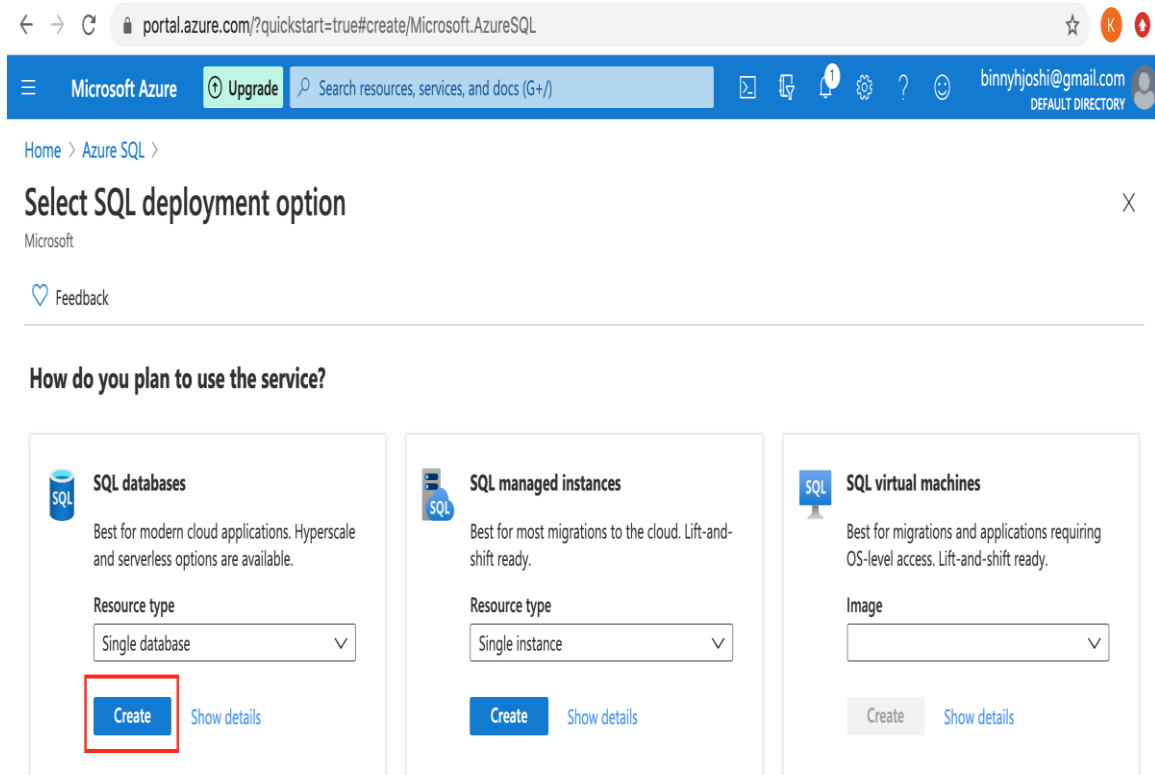 portal.azure.com/?quickstart=true#create/Microsoft.AzureSQL
K
Microsoft Azure
Upgrade
Search resources, services, and docs (G+/)
1
binnyhjoshi@gmail.com
DEFAULT DIRECTORY
Home > Azure SQL >
Select SQL deployment option
Microsoft
Feedback
How do you plan to use the service?
SQL
SQL databases
Best for modern cloud applications. Hyperscale
and serverless options are available.
Resource type
Single database
Create
Show details
SQL
SQL managed instances
Best for most migrations to the cloud. Lift-and-
shift ready.
Resource type
Single instance
Create
Show details
SQL
SQL virtual machines
Best for migrations and applications requiring
OS-level access. Lift-and-shift ready.
Image
Create
Show details